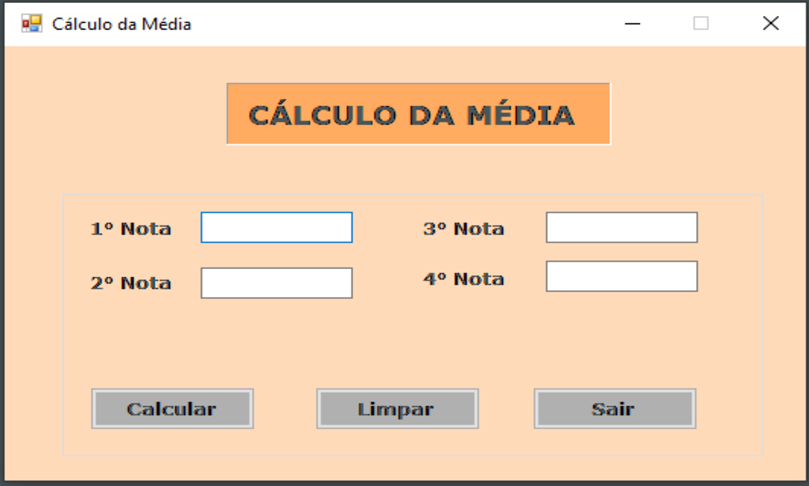 Cálculo da Média
CÁLCULO DA MÉDIA
1º Nota
3º Nota
2º Nota
4º Nota
Calcular
Limpar
Sair